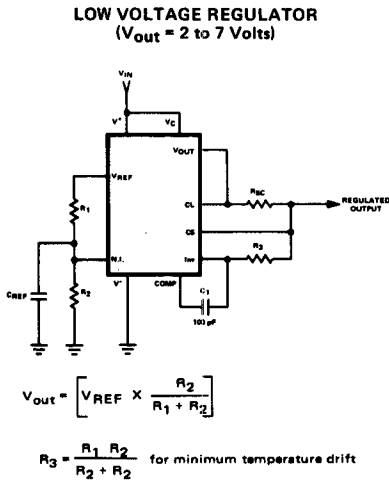 LOW VOLTAGE REGULATOR
(Vout = 2 to 7 Volts)
VIN
V+ VC
VREF
VOUT
R1
RSC
REGULATED
OUTPUT
CL
CS
N.I.
Inv
R3
CREF
R2
V-
COMP
C1
100 pF
Vout = [VREF × R2 / R1 + R2]
R3 = R1 R2 / R2 + R2 for minimum temperature drift